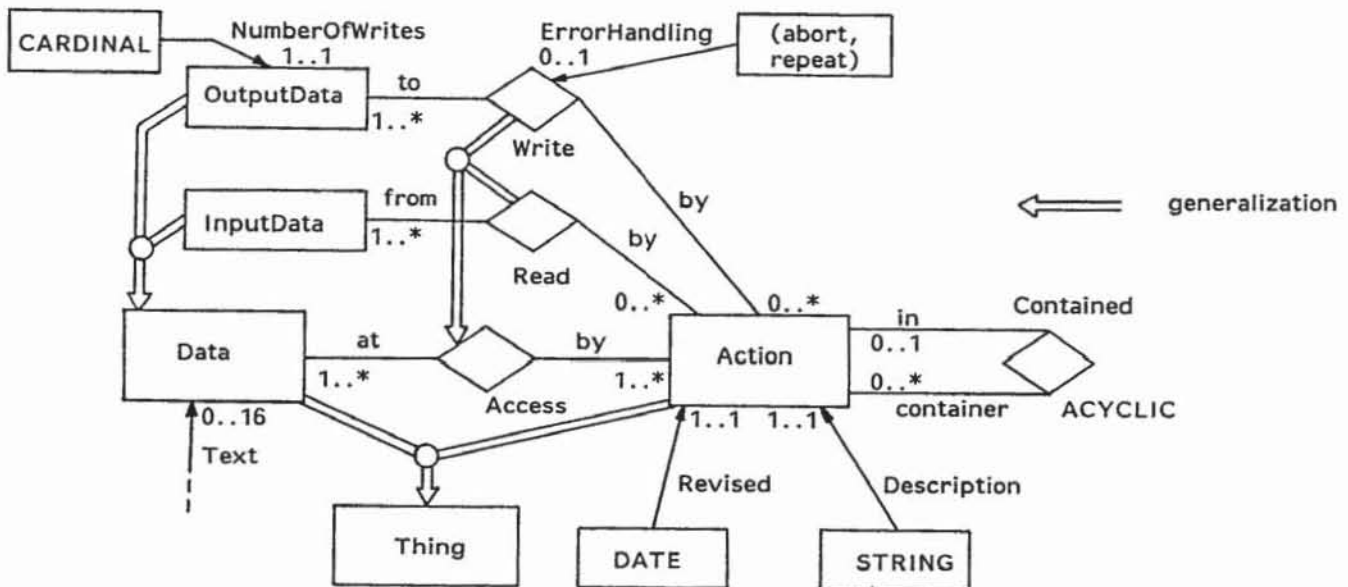 CARDINAL
NumberOfWrites
1..1
ErrorHandling
0..1
(abort,
repeat)
OutputData
to
1..*
Write
by
InputData
from
1..*
Read
by
generalization
0..*
0..*
Data
at
1..*
Access
by
1..*
Action
in
0..1
Contained
0..*
container
ACYCLIC
0..16
Text
1..1
1..1
Revised
Description
Thing
DATE
STRING